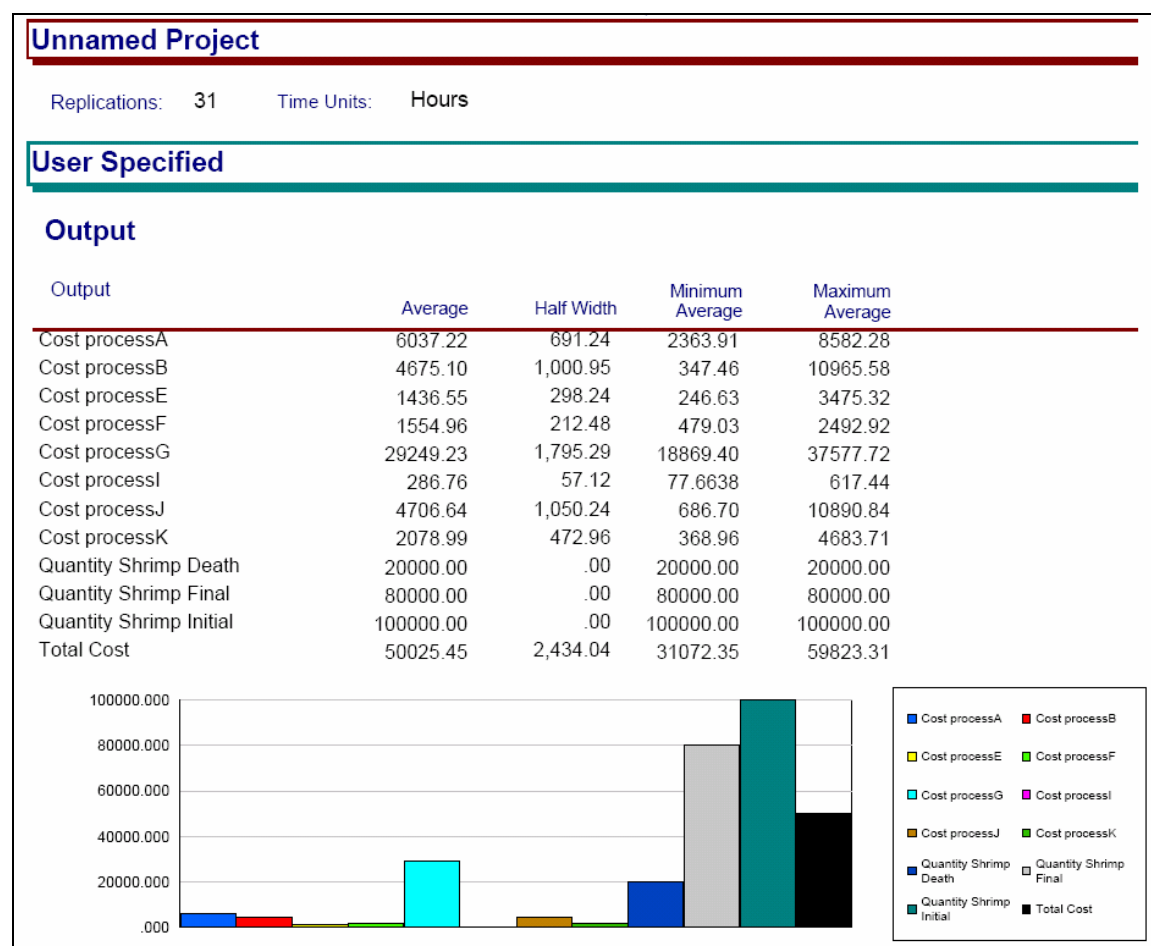 Unnamed Project
Replications: 31 Time Units: Hours
User Specified
Output
Output Average Half Width Minimum Average Maximum Average
Cost processA 6037.22 691.24 2363.91 8582.28
Cost processB 4675.10 1,000.95 347.46 10965.58
Cost processE 1436.55 298.24 246.63 3475.32
Cost processF 1554.96 212.48 479.03 2492.92
Cost processG 29249.23 1,795.29 18869.40 37577.72
Cost processI 286.76 57.12 77.6638 617.44
Cost processJ 4706.64 1,050.24 686.70 10890.84
Cost processK 2078.99 472.96 368.96 4683.71
Quantity Shrimp Death 20000.00 .00 20000.00 20000.00
Quantity Shrimp Final 80000.00 .00 80000.00 80000.00
Quantity Shrimp Initial 100000.00 .00 100000.00 100000.00
Total Cost 50025.45 2,434.04 31072.35 59823.31
100000.000
80000.000
60000.000
40000.000
20000.000
.000
Cost processA Cost processB
Cost processE Cost processF
Cost processG Cost processI
Cost processJ Cost processK
Quantity Shrimp Death Quantity Shrimp Final
Quantity Shrimp Initial Total Cost